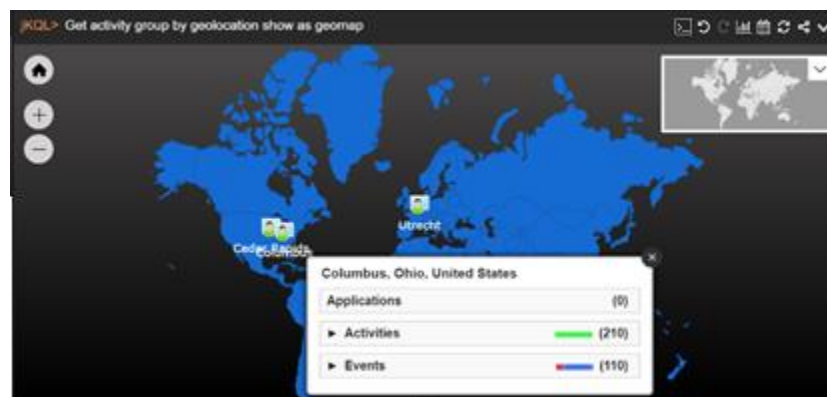 jKQL> Get activity group by geolocation show as geomap
Utrecht
Cedar Rapids
Columbus
Columbus, Ohio, United States
Applications (0)
► Activities (210)
► Events (110)